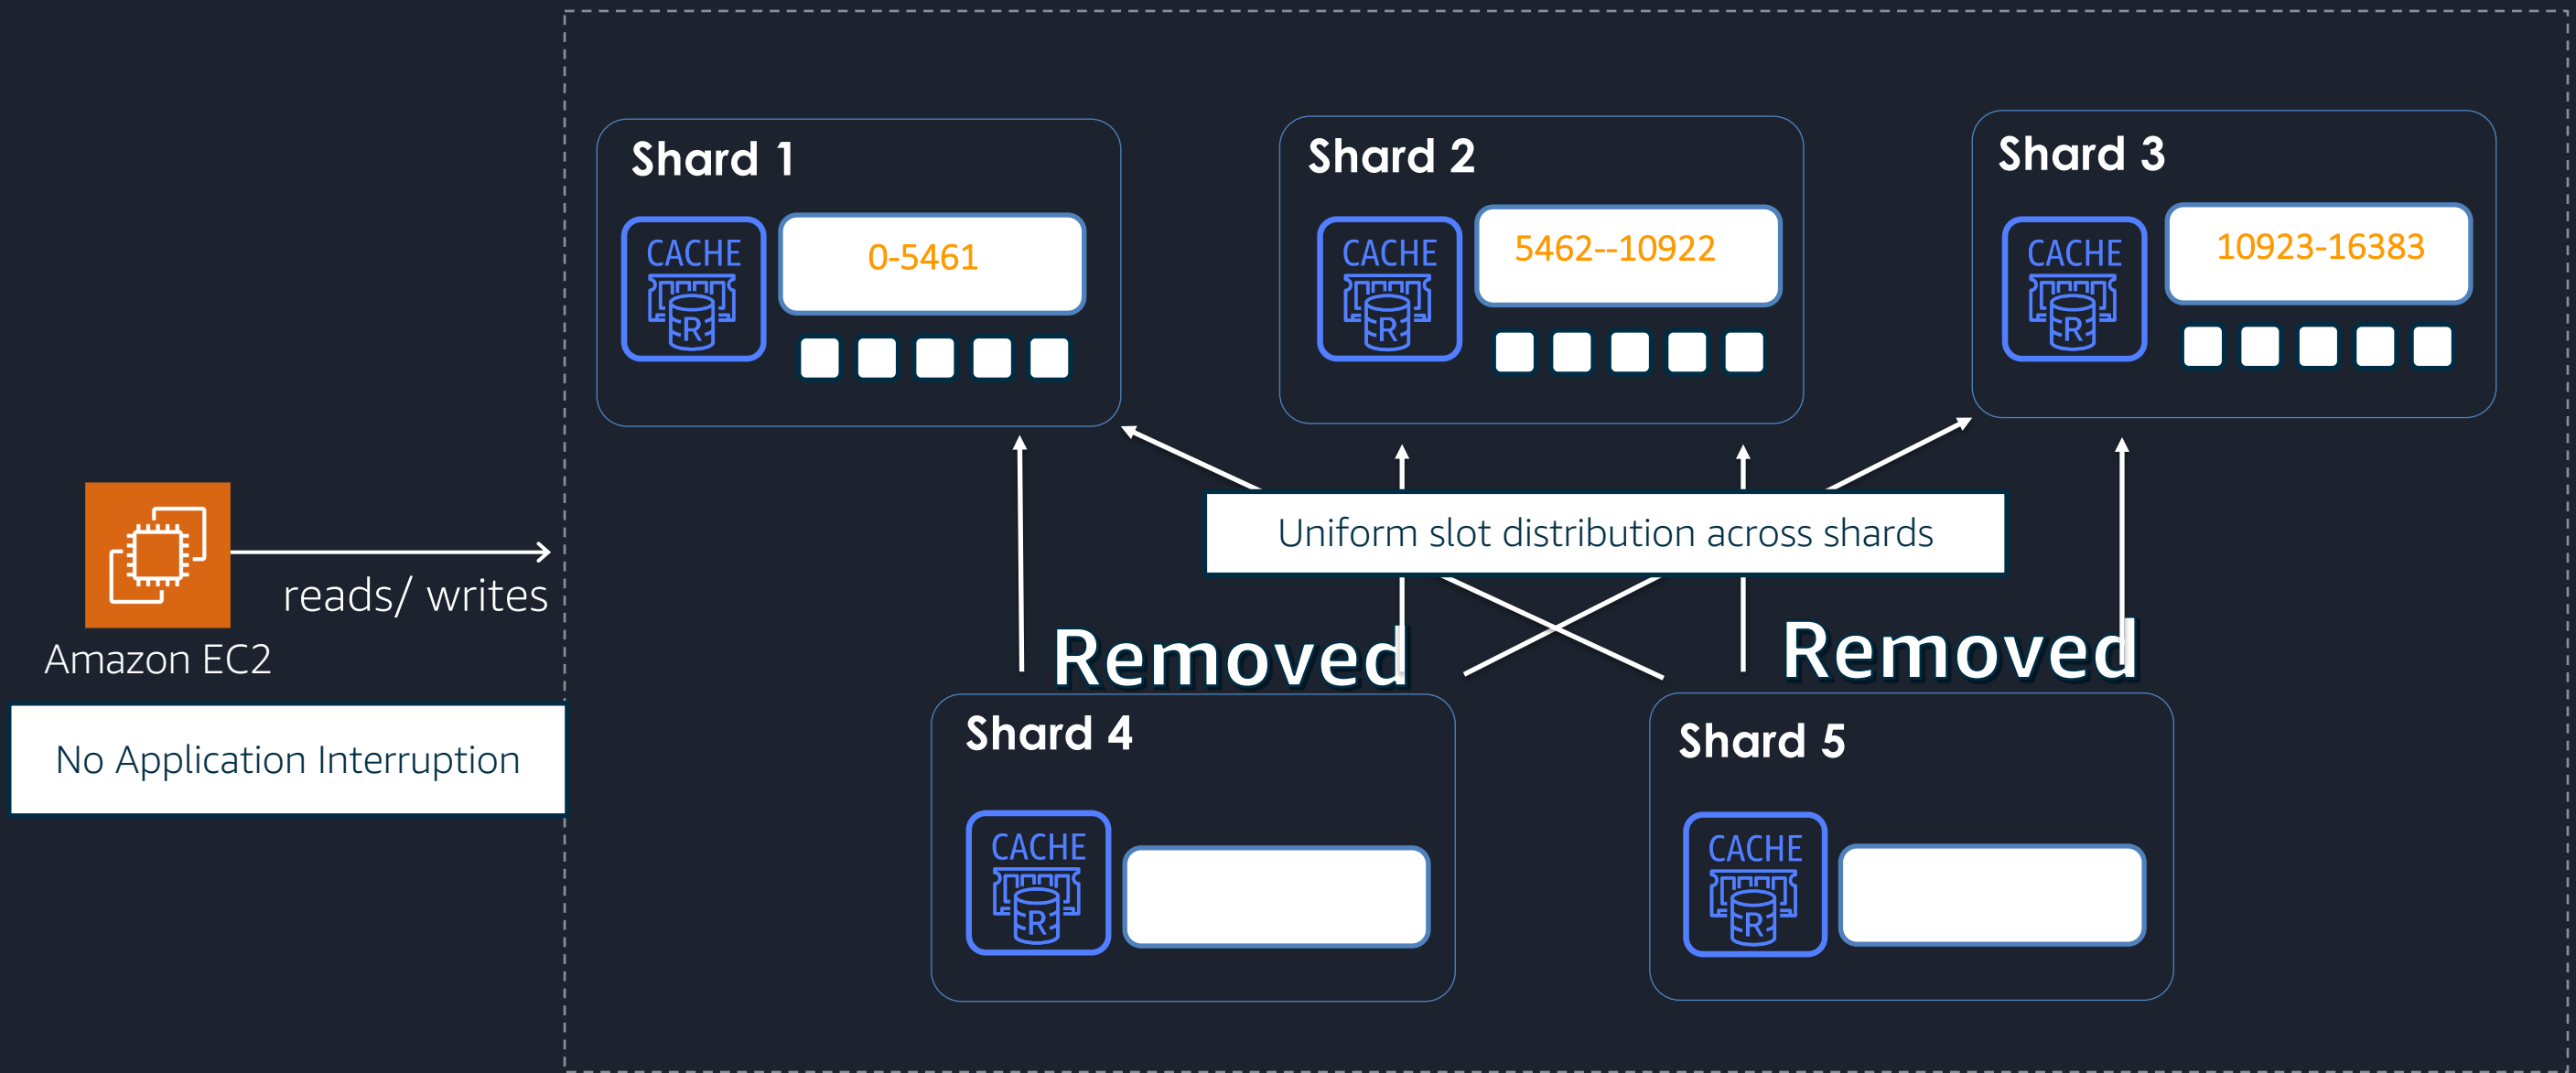 Shard 1
CACHE
R
0-5461
Shard 2
CACHE
R
5462--10922
Shard 3
CACHE
R
10923-16383
Uniform slot distribution across shards
reads/ writes
Amazon EC2
No Application Interruption
Removed
Removed
Shard 4
CACHE
R
Shard 5
CACHE
R